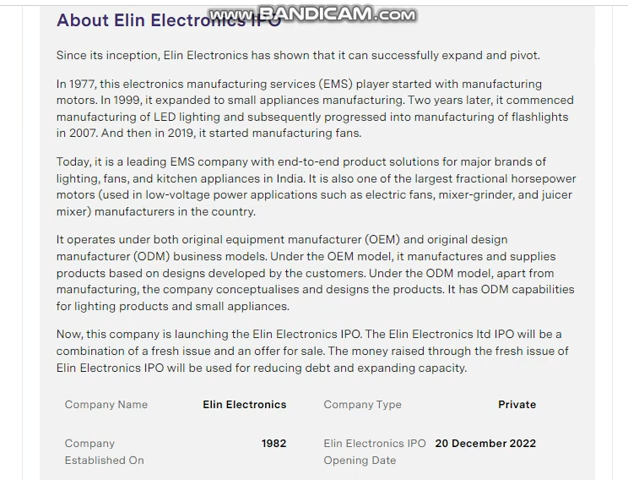 www.BANDICAM.com
About Elin Electronics IPO
Since its inception, Elin Electronics has shown that it can successfully expand and pivot.
In 1977, this electronics manufacturing services (EMS) player started with manufacturing
motors. In 1999, it expanded to small appliances manufacturing. Two years later, it commenced
manufacturing of LED lighting and subsequently progressed into manufacturing of flashlights
in 2007. And then in 2019, it started manufacturing fans.
Today, it is a leading EMS company with end-to-end product solutions for major brands of
lighting, fans, and kitchen appliances in India. It is also one of the largest fractional horsepower
motors (used in low-voltage power applications such as electric fans, mixer-grinder, and juicer
mixer) manufacturers in the country.
It operates under both original equipment manufacturer (OEM) and original design
manufacturer (ODM) business models. Under the OEM model, it manufactures and supplies
products based on designs developed by the customers. Under the ODM model, apart from
manufacturing, the company conceptualises and designs the products. It has ODM capabilities
for lighting products and small appliances.
Now, this company is launching the Elin Electronics IPO. The Elin Electronics ltd IPO will be a
combination of a fresh issue and an offer for sale. The money raised through the fresh issue of
Elin Electronics IPO will be used for reducing debt and expanding capacity.
Company Name Elin Electronics Company Type Private
Company 1982 Elin Electronics IPO 20 December 2022
Established On Opening Date